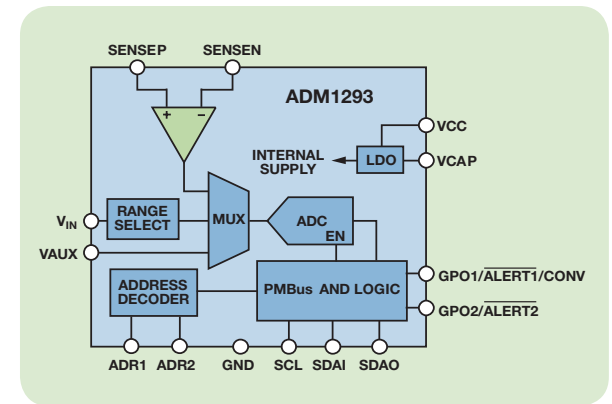 SENSEP SENSEN
ADM1293
+ −
VCC
INTERNAL
SUPPLY
LDO
VCAP
RANGE
SELECT
MUX
ADC
EN
VIN
VAUX
ADDRESS
DECODER
PMBus AND LOGIC
GPO1/ALERT1/CONV
GPO2/ALERT2
ADR1 ADR2 GND SCL SDAI SDAO